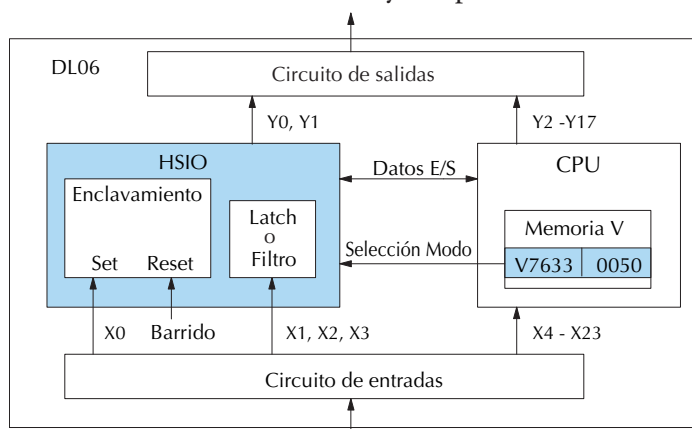 DL06
Circuito de salidas
Y0, Y1
Y2 -Y17
HSIO
Enclavamiento
Set Reset
Latch
o
Filtro
Datos E/S
Selección Modo
CPU
Memoria V
V7633 0050
X0
Barrido
X1, X2, X3
X4 - X23
Circuito de entradas